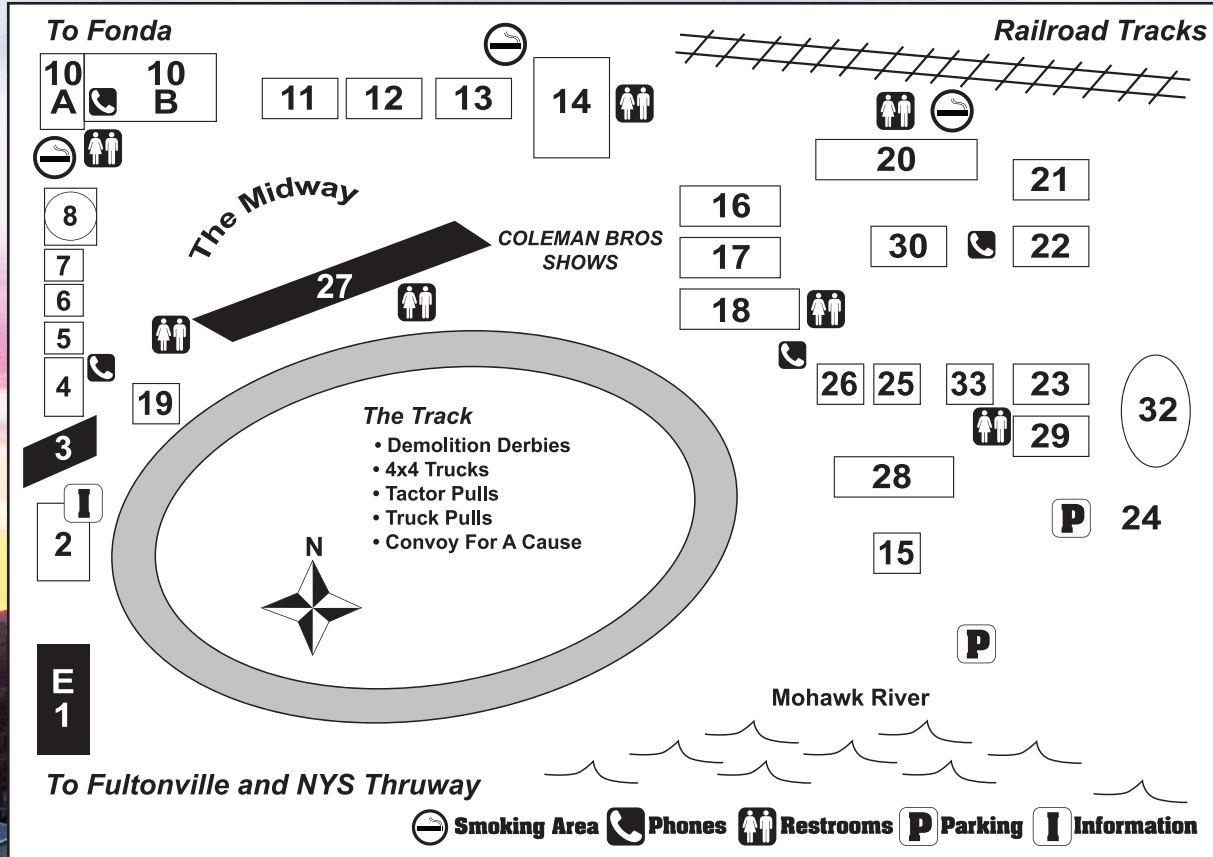 To Fonda
Railroad Tracks
10 A
10 B
11
12
13
14
20
21
8
The Midway
16
COLEMAN BROS
SHOWS
17
30
22
7
27
6
18
5
4
19
26
25
33
23
32
3
29
The Track
• Demolition Derbies
• 4x4 Trucks
• Tactor Pulls
• Truck Pulls
• Convoy For A Cause
28
I
2
P
24
15
N
P
E
1
Mohawk River
To Fultonville and NYS Thruway
Smoking Area Phones Restrooms P Parking I Information